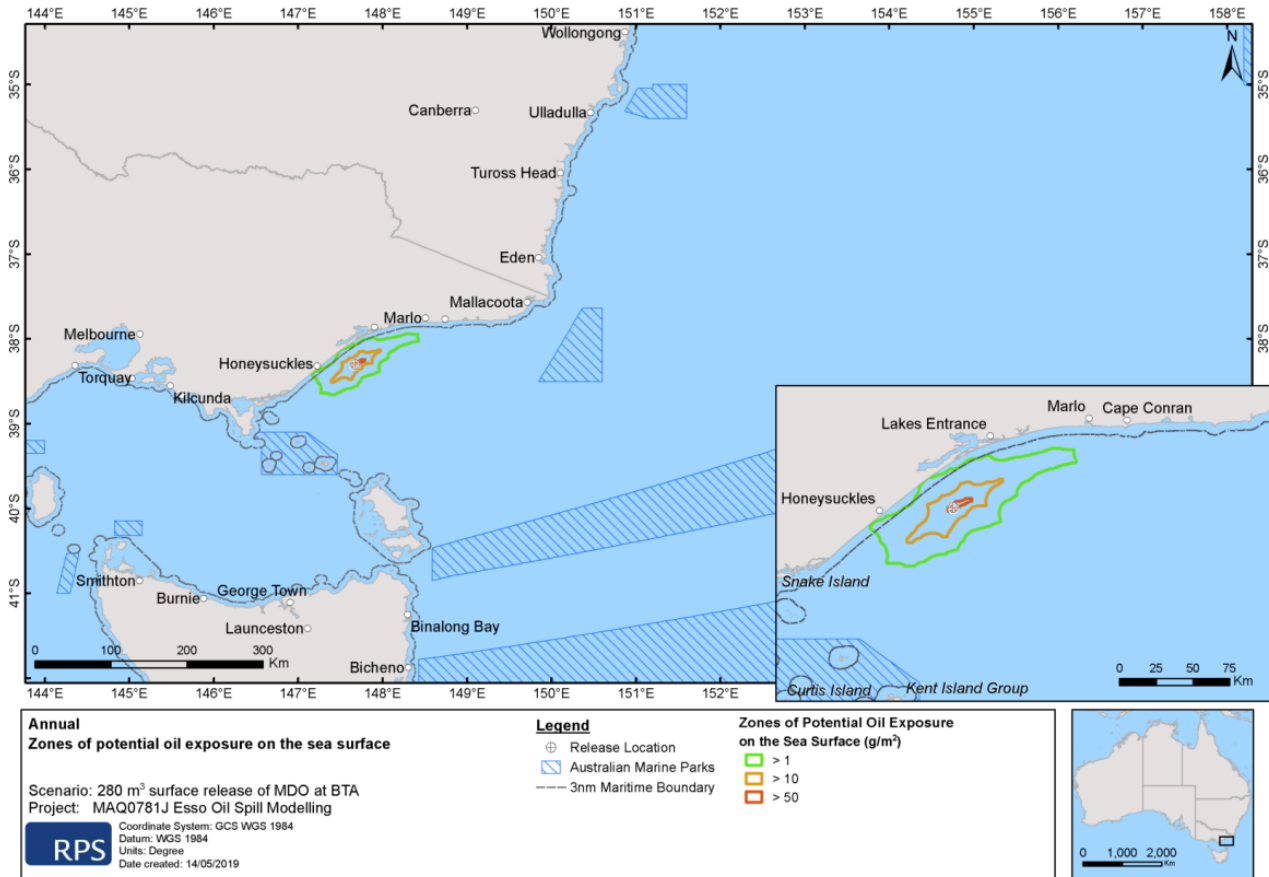 144°E 145°E 146°E 147°E 148°E 149°E 150°E 151°E 152°E 153°E 154°E 155°E 156°E 157°E 158°E
Wollongong
N
35°S 35°S
Canberra
Ulladulla
36°S 36°S
Tuross Head
37°S 37°S
Eden
Mallacoota
Marlo
38°S 38°S
Melbourne
Honeysuckles
Torquay
Kilcunda
39°S
40°S
41°S
Smithton
Burnie
George Town
Launceston
Binalong Bay
Bicheno
0 100 200 300
Km
144°E 145°E 146°E 147°E 148°E 149°E 150°E 151°E 152°E
Marlo
Cape Conran
Lakes Entrance
Honeysuckles
Snake Island
Curtis Island
Kent Island Group
0 25 50 75
Km
Annual
Zones of potential oil exposure on the sea surface
Scenario: 280 m³ surface release of MDO at BTA
Project: MAQ0781J Esso Oil Spill Modelling
RPS
Coordinate System: GCS WGS 1984
Datum: WGS 1984
Units: Degree
Date created: 14/05/2019
Legend
Release Location
Australian Marine Parks
3nm Maritime Boundary
Zones of Potential Oil Exposure
on the Sea Surface (g/m²)
> 1
> 10
> 50
0 1,000 2,000
Km